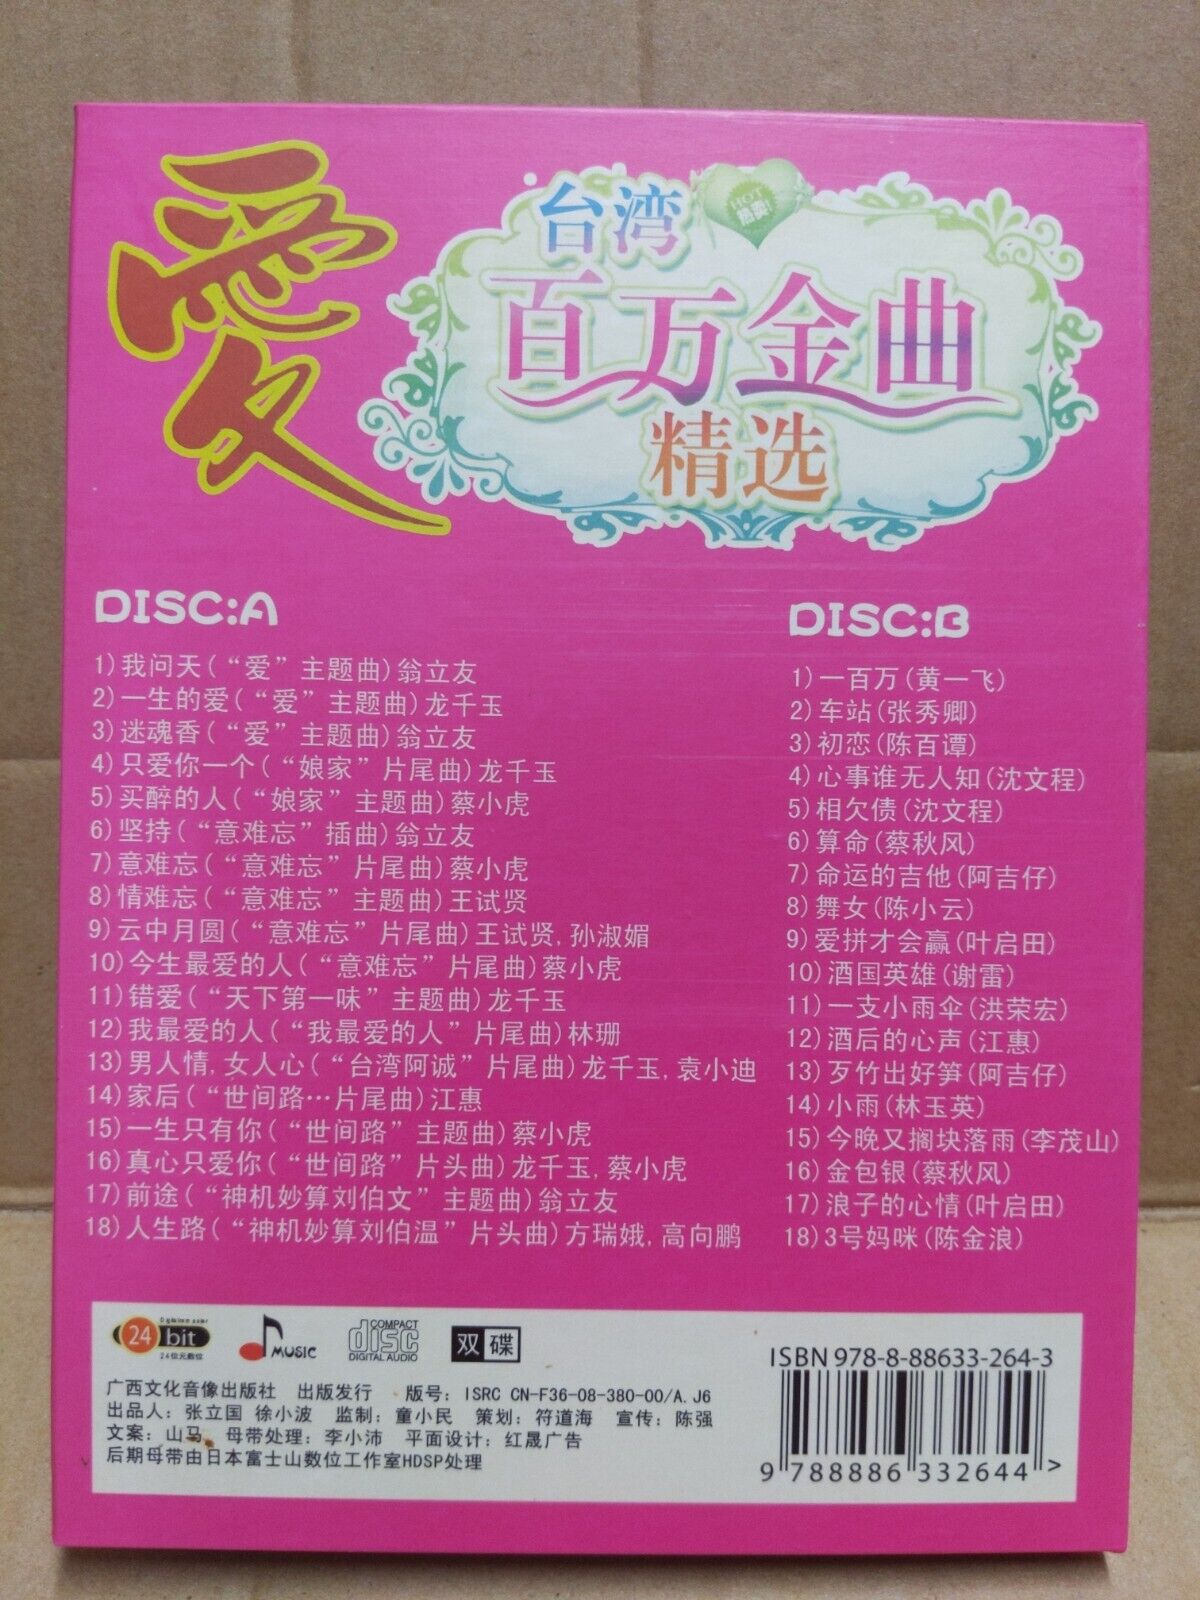 爱
台湾
HOT
热卖!
百万金曲
精选
DISC:A
1)我问天(“爱”主题曲)翁立友
2)一生的爱(“爱”主题曲)龙千玉
3)迷魂香(“爱”主题曲)翁立友
4)只爱你一个(“娘家”片尾曲)龙千玉
5)买醉的人(“娘家”主题曲)蔡小虎
6)坚持(“意难忘”插曲)翁立友
7)意难忘(“意难忘”片尾曲)蔡小虎
8)情难忘(“意难忘”主题曲)王试贤
9)云中月圆(“意难忘”片尾曲)王试贤,孙淑媚
10)今生最爱的人(“意难忘”片尾曲)蔡小虎
11)错爱(“天下第一味”主题曲)龙千玉
12)我最爱的人(“我最爱的人”片尾曲)林珊
13)男人情,女人心(“台湾阿诚”片尾曲)龙千玉,袁小迪
14)家后(“世间路…片尾曲)江惠
15)一生只有你(“世间路”主题曲)蔡小虎
16)真心只爱你(“世间路”片头曲)龙千玉,蔡小虎
17)前途(“神机妙算刘伯文”主题曲)翁立友
18)人生路(“神机妙算刘伯温”片头曲)方瑞娥,高向鹏
DISC:B
1)一百万(黄一飞)
2)车站(张秀卿)
3)初恋(陈百谭)
4)心事谁无人知(沈文程)
5)相欠债(沈文程)
6)算命(蔡秋风)
7)命运的吉他(阿吉仔)
8)舞女(陈小云)
9)爱拼才会赢(叶启田)
10)酒国英雄(谢雷)
11)一支小雨伞(洪荣宏)
12)酒后的心声(江惠)
13)歹竹出好笋(阿吉仔)
14)小雨(林玉英)
15)今晚又搁块落雨(李茂山)
16)金包银(蔡秋风)
17)浪子的心情(叶启田)
18)3号妈咪(陈金浪)
24 bit
24位元数位
MUSIC
COMPACT disc DIGITAL AUDIO
双碟
广西文化音像出版社 出版发行 版号: ISRC CN-F36-08-380-00/A.J6
出品人: 张立国 徐小波 监制: 童小民 策划: 符道海 宣传: 陈强
文案: 山马 母带处理: 李小沛 平面设计: 红晟广告
后期母带由日本富士山数位工作室HDSP处理
ISBN 978-8-88633-264-3
9 788886 332644 >